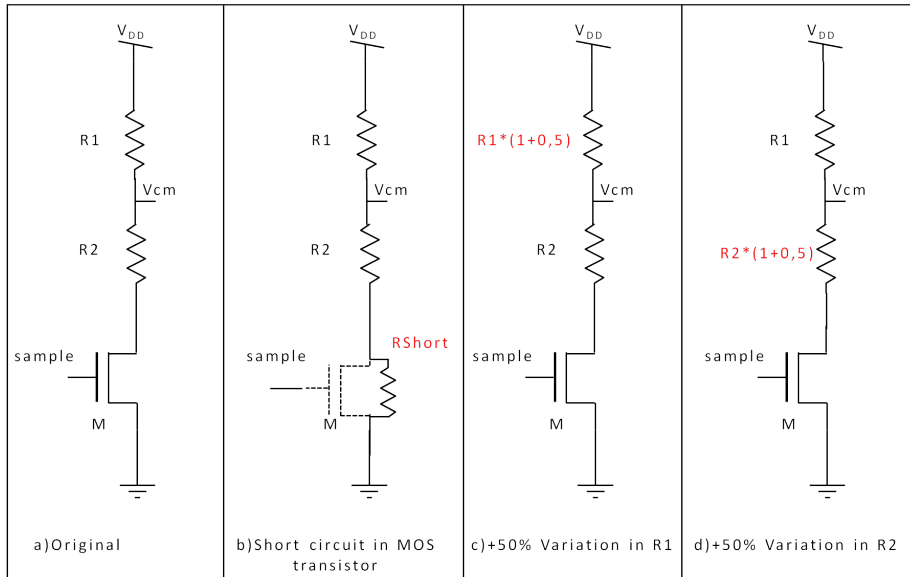 VDD
R1
Vcm
R2
sample
M
a)Original
VDD
R1
Vcm
R2
RShort
sample
M
b)Short circuit in MOS
transistor
VDD
R1*(1+0,5)
Vcm
R2
sample
M
c)+50% Variation in R1
VDD
R1
Vcm
R2*(1+0,5)
sample
M
d)+50% Variation in R2